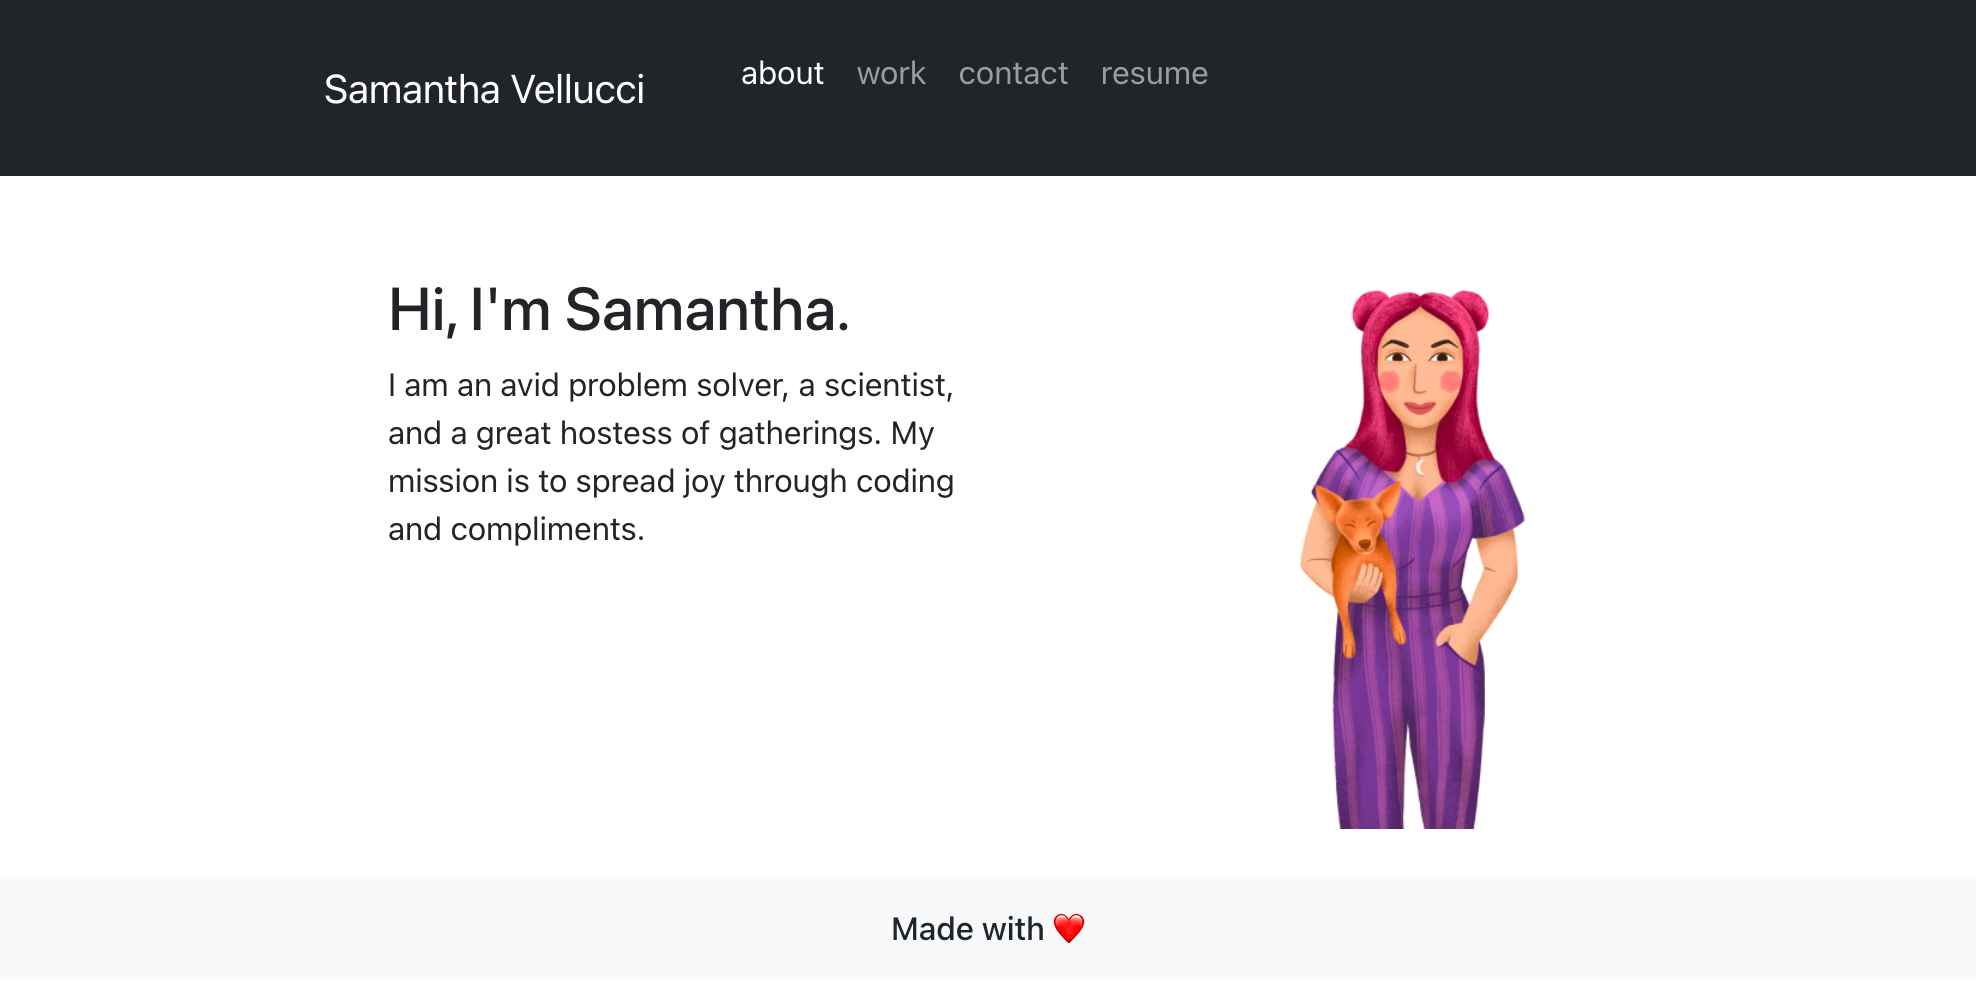 Samantha Vellucci
about work contact resume
Hi, I'm Samantha.
I am an avid problem solver, a scientist,
and a great hostess of gatherings. My
mission is to spread joy through coding
and compliments.
Made with ❤️